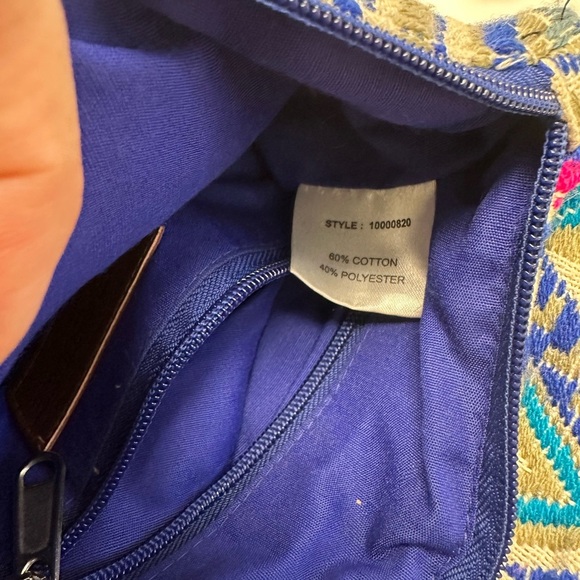 STYLE : 10000820
60% COTTON
40% POLYESTER